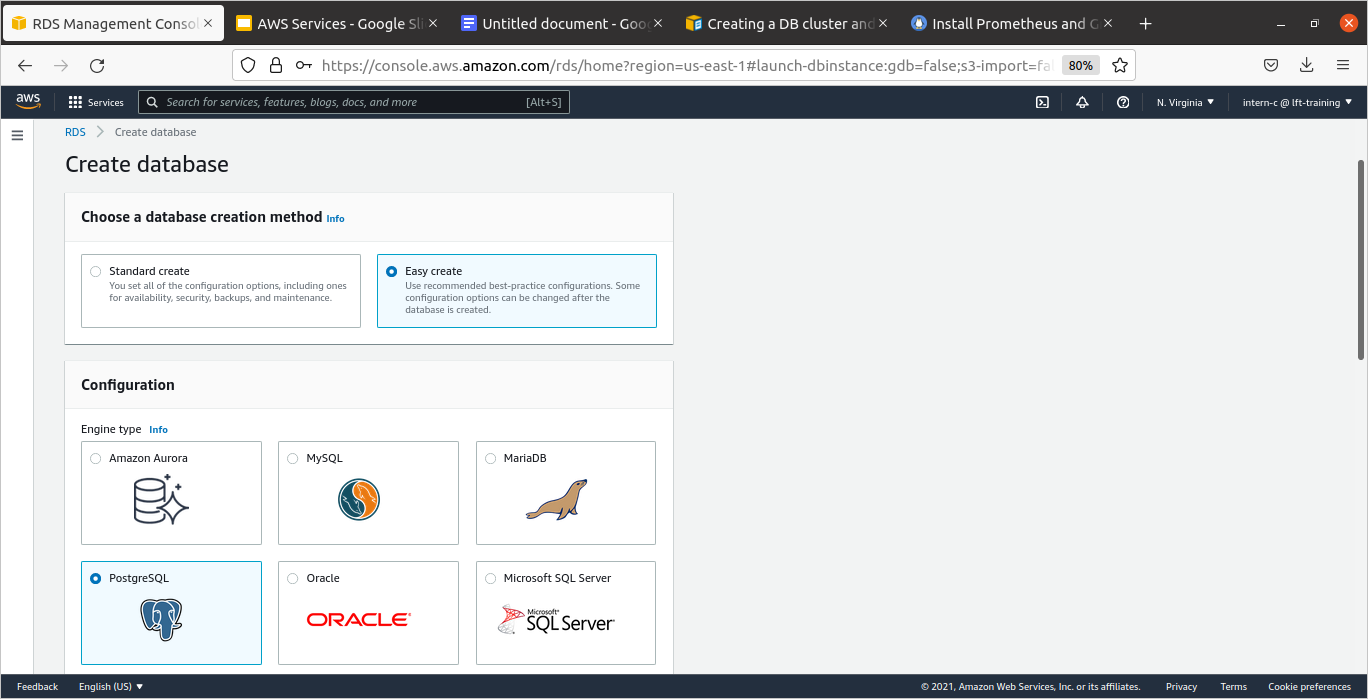 RDS Management Consol
AWS Services - Google Sli
Untitled document - Goog
Creating a DB cluster and
Install Prometheus and G
https://console.aws.amazon.com/rds/home?region=us-east-1#launch-dbinstance:gdb=false;s3-import=fal
80%
aws
Services
Search for services, features, blogs, docs, and more
[Alt+S]
N. Virginia
intern-c @ lft-training
RDS
Create database
Create database
Choose a database creation method Info
Standard create
You set all of the configuration options, including ones
for availability, security, backups, and maintenance.
Easy create
Use recommended best-practice configurations. Some
configuration options can be changed after the
database is created.
Configuration
Engine type Info
Amazon Aurora
MySQL
MariaDB
PostgreSQL
Oracle
ORACLE®
Microsoft SQL Server
Microsoft®
SQL Server
Feedback
English (US)
© 2021, Amazon Web Services, Inc. or its affiliates.
Privacy
Terms
Cookie preferences